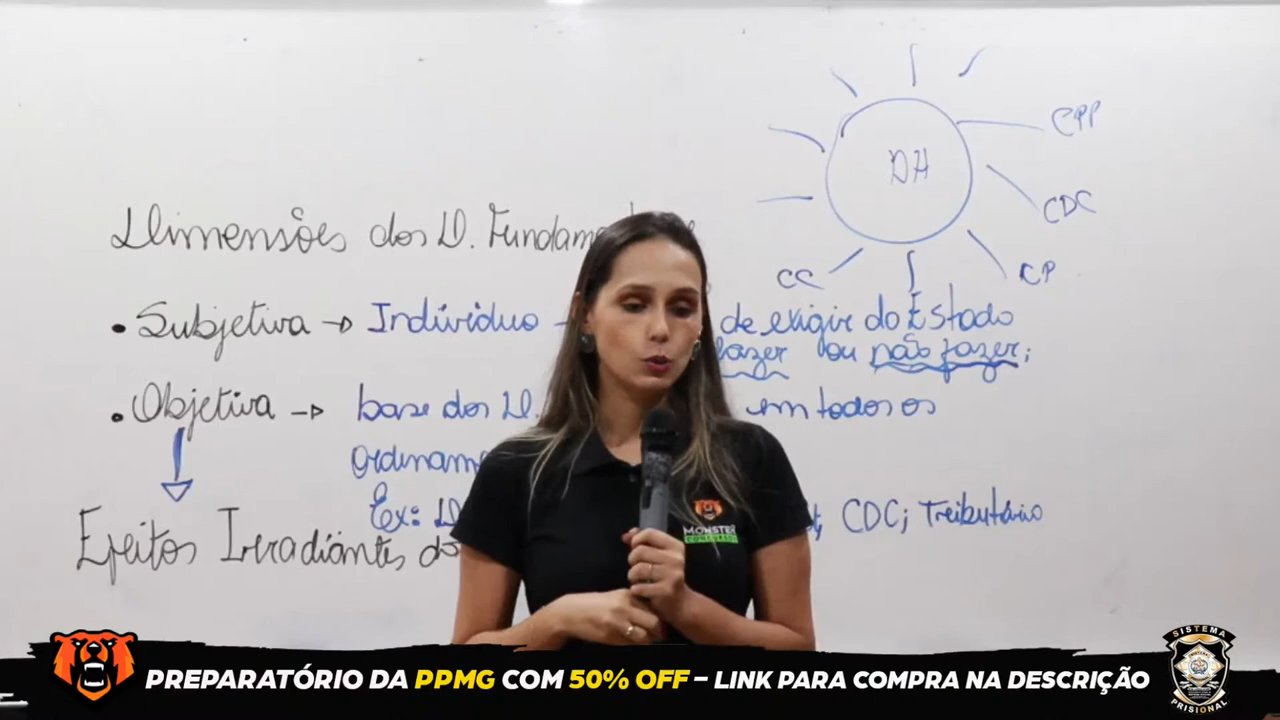 DH
CPP
CDC
CP
CC
Dimensões dos D. Fundam
• Subjetiva → Indivíduo → de exigir do Estado
fazer ou não fazer;
• Objetiva → base dos D. em todos os
ordiname
Ex: D CDC; Tributário
Efeitos Irradiantes do
MONSTER
CONCURSOS
PREPARATÓRIO DA PPMG COM 50% OFF – LINK PARA COMPRA NA DESCRIÇÃO
SISTEMA
PRISIONAL